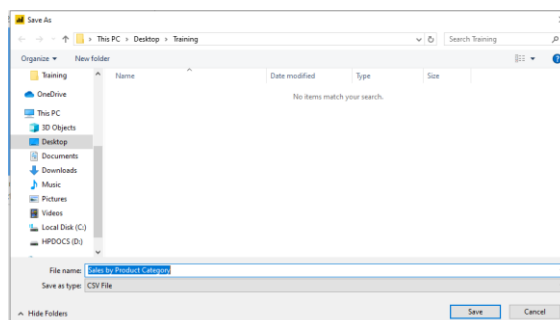 Save As
This PC > Desktop > Training
Search Training
Organize
New folder
Training
OneDrive
This PC
3D Objects
Desktop
Documents
Downloads
Music
Pictures
Videos
Local Disk (C:)
HPDOCS (D:)
Name
Date modified
Type
Size
No items match your search.
File name: Sales by Product Category
Save as type: CSV File
Hide Folders
Save
Cancel